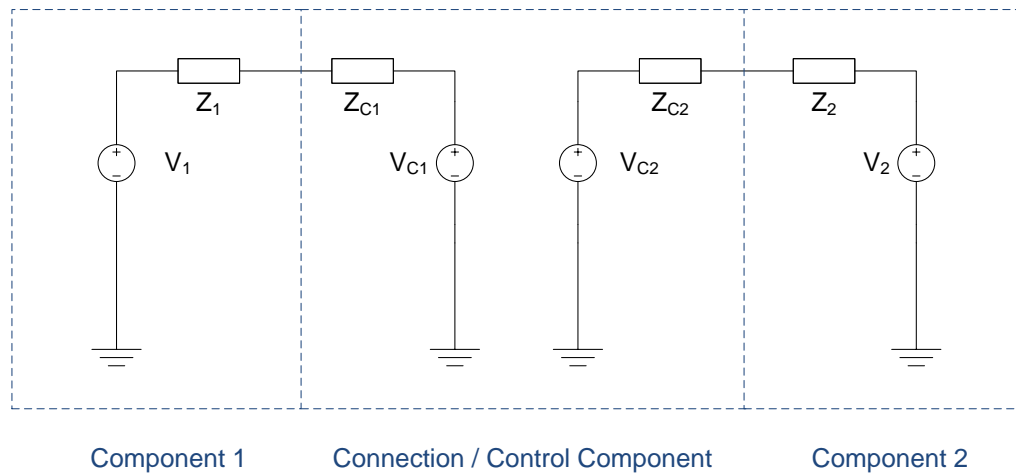 Z1 ZC1 ZC2 Z2
+ + + +
V1 VC1 VC2 V2
− − − −
Component 1 Connection / Control Component Component 2